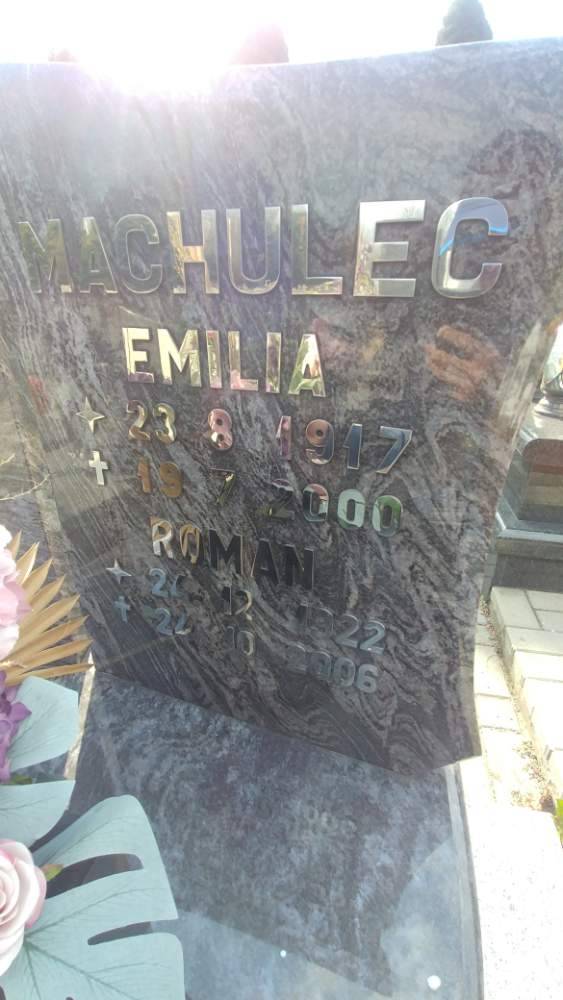 MACHULEC
EMILIA
23 8 1917
19 7 2000
ROMAN
12 1922
10 2006